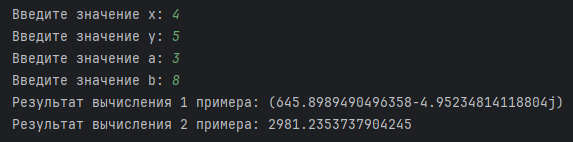 Введите значение x: 4
Введите значение y: 5
Введите значение a: 3
Введите значение b: 8
Результат вычисления 1 примера: (645.8989490496358-4.95234814118804j)
Результат вычисления 2 примера: 2981.2353737904245